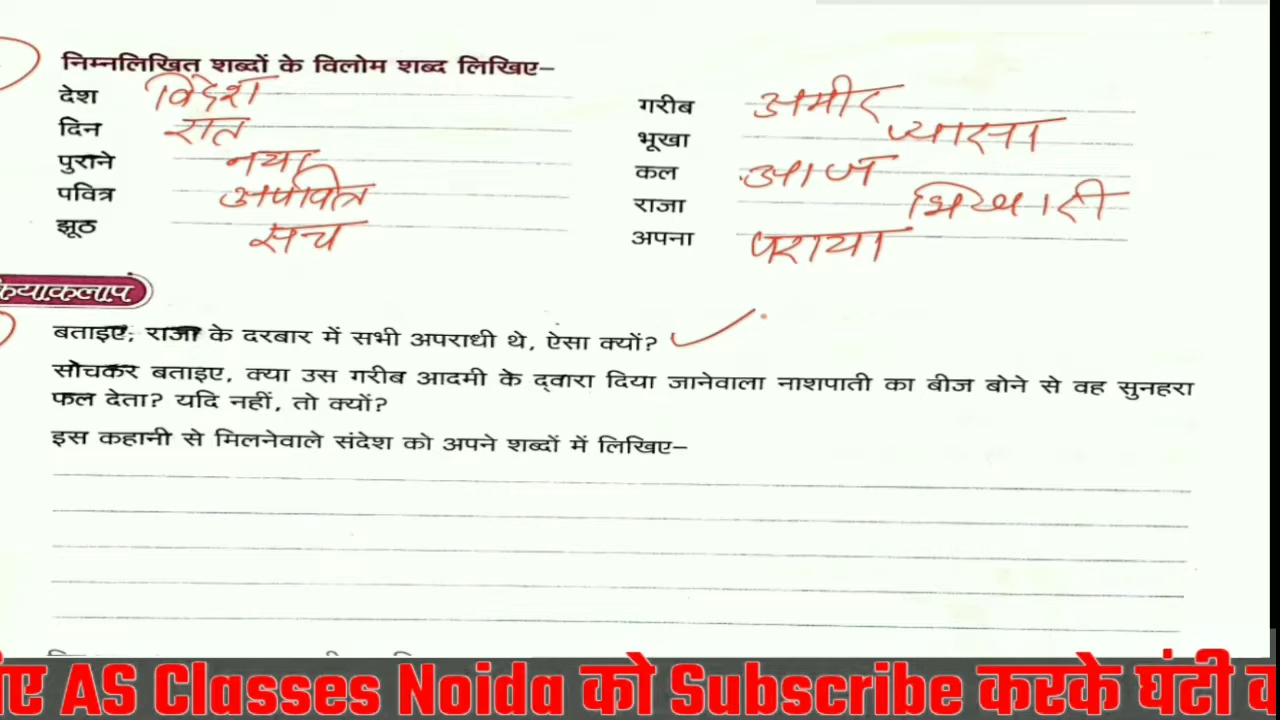 निम्नलिखित शब्दों के विलोम शब्द लिखिए–
देश विदेश गरीब अमीर
दिन रात भूखा प्यासा
पुराने नया कल आज
पवित्र अपवित्र राजा भिखारी
झूठ सच अपना पराया
क्रियाकलाप
बताइए, राजा के दरबार में सभी अपराधी थे, ऐसा क्यों?
सोचकर बताइए, क्या उस गरीब आदमी के द्वारा दिया जानेवाला नाशपाती का बीज बोने से वह सुनहरा
फल देता? यदि नहीं, तो क्यों?
इस कहानी से मिलनेवाले संदेश को अपने शब्दों में लिखिए–
AS Classes Noida को Subscribe करके घंटी